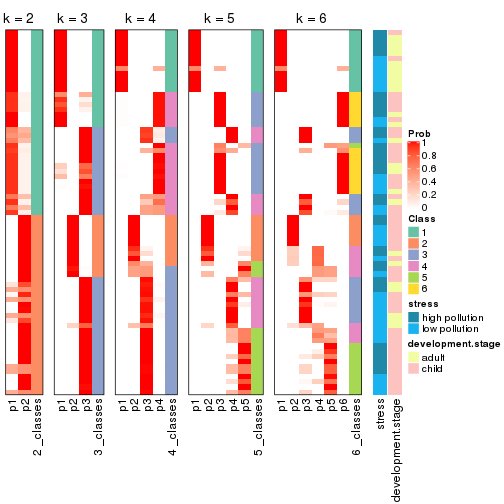 k = 2
k = 3
k = 4
k = 5
k = 6
p1
p2
2_classes
p1
p2
p3
3_classes
p1
p2
p3
p4
4_classes
p1
p2
p3
p4
p5
5_classes
p1
p2
p3
p4
p5
p6
6_classes
stress
development.stage
Prob
1
0.8
0.6
0.4
0.2
0
Class
1
2
3
4
5
6
stress
high pollution
low pollution
development.stage
adult
child